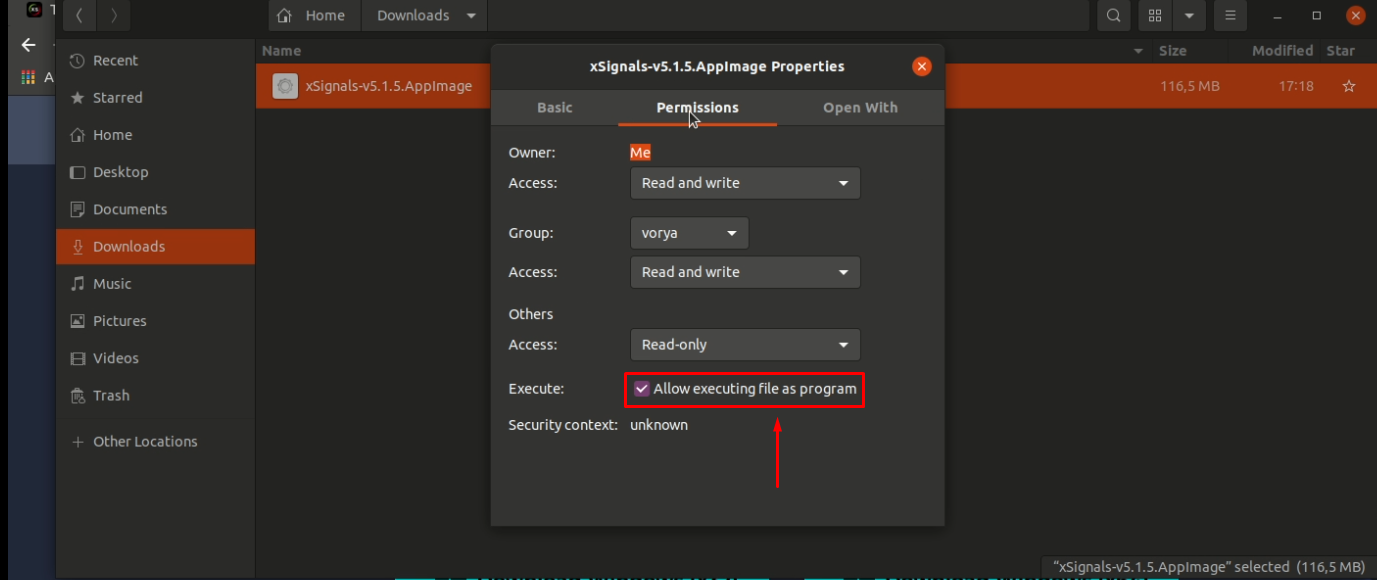 Home
Downloads
Name
Size
Modified
Star
Recent
Starred
Home
Desktop
Documents
Downloads
Music
Pictures
Videos
Trash
Other Locations
xSignals-v5.1.5.AppImage
116,5 MB
17:18
xSignals-v5.1.5.AppImage Properties
Basic
Permissions
Open With
Owner: Me
Access: Read and write
Group: vorya
Access: Read and write
Others
Access: Read-only
Execute: Allow executing file as program
Security context: unknown
“xSignals-v5.1.5.AppImage” selected (116,5 MB)